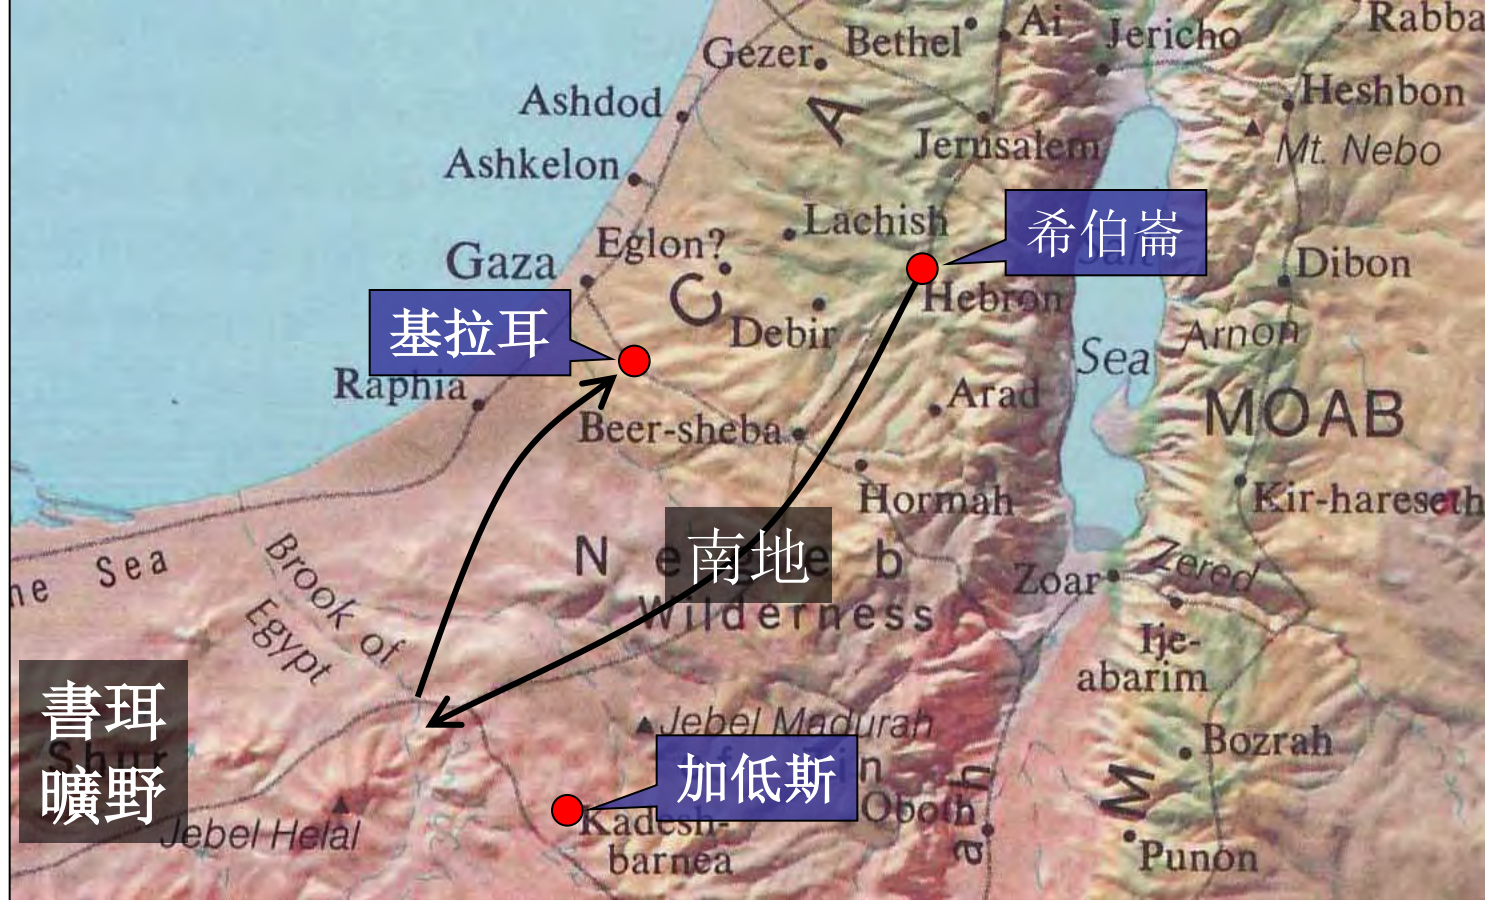 Rabba
Bethel
Ai
Jericho
Gezer
Heshbon
Ashdod
A
Jerusalem
Mt. Nebo
Ashkelon
Lachish
希伯崙
Eglon?
Gaza
Dibon
C
Hebron
基拉耳
Debir
Arnon
Sea
Raphia
Arad
MOAB
Beer-sheba
Hormah
Kir-hareseth
南地
Zered
he Sea
Zoar
Brook of
Egypt
Wilderness
Ije-
abarim
書珥
曠野
Shur
Jebel Madurah
Bozrah
加低斯
Oboth
M
Jebel Helal
Kadesh-
barnea
Punon